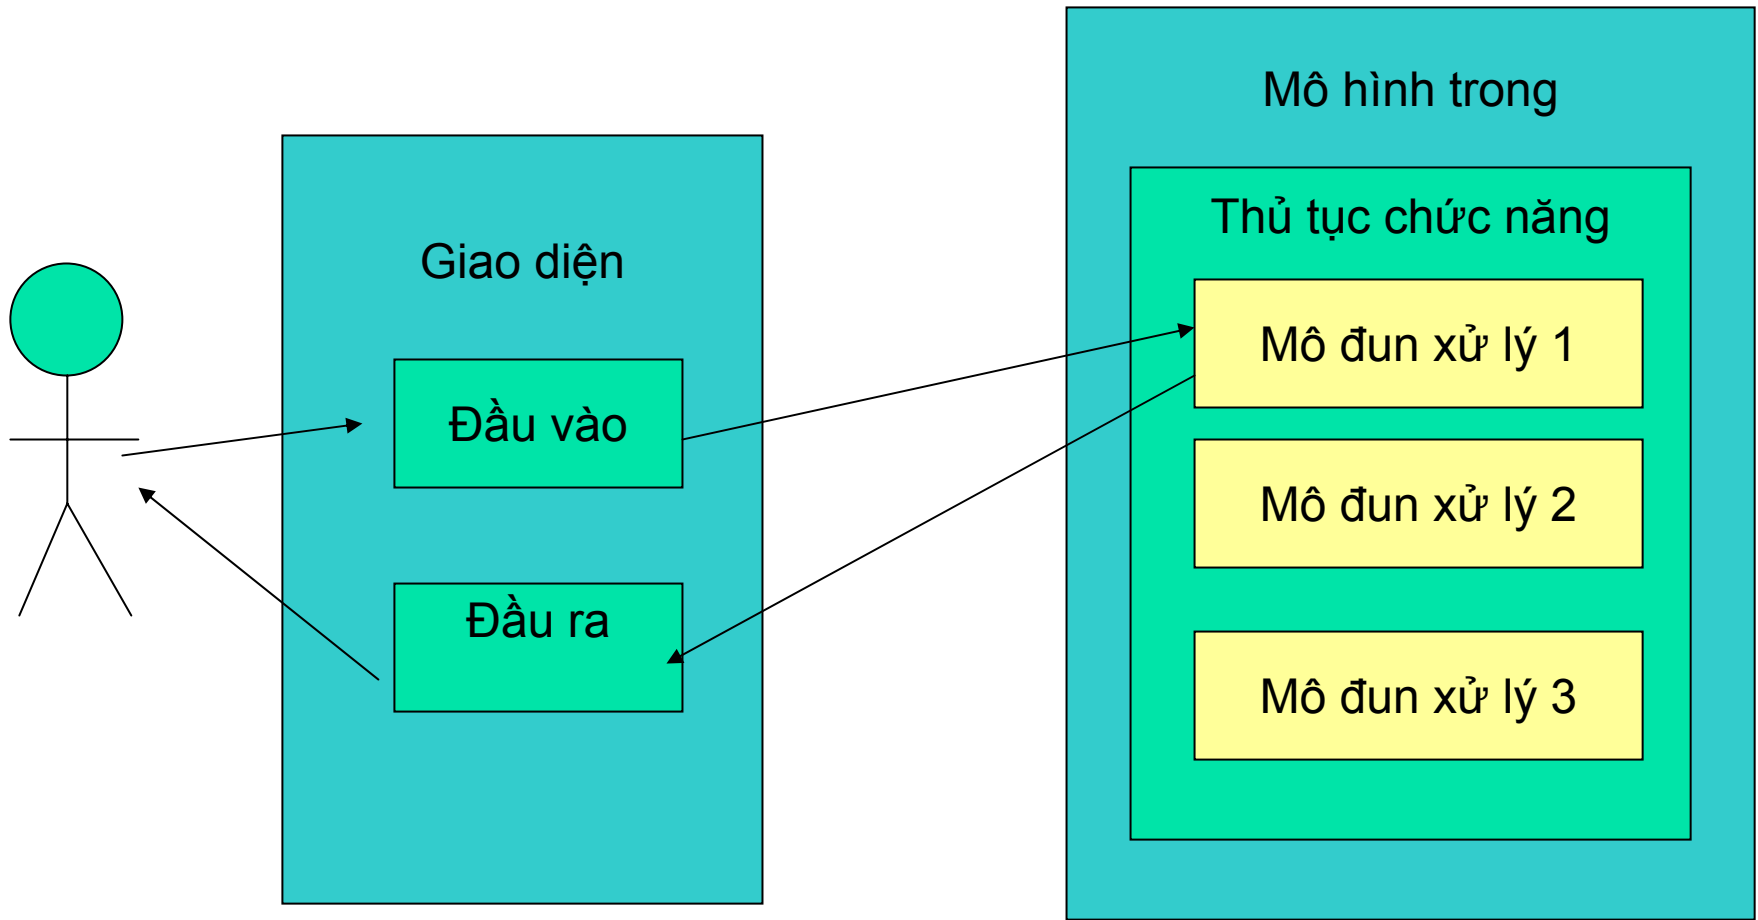 Mô hình trong
Thủ tục chức năng
Giao diện
Mô đun xử lý 1
Đầu vào
Mô đun xử lý 2
Đầu ra
Mô đun xử lý 3